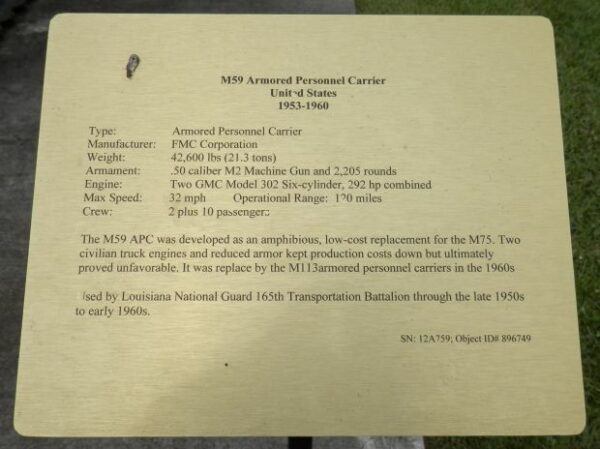 M59 Armored Personnel Carrier
United States
1953-1960
Type: Armored Personnel Carrier
Manufacturer: FMC Corporation
Weight: 42,600 lbs (21.3 tons)
Armament: .50 caliber M2 Machine Gun and 2,205 rounds
Engine: Two GMC Model 302 Six-cylinder, 292 hp combined
Max Speed: 32 mph Operational Range: 120 miles
Crew: 2 plus 10 passengers
The M59 APC was developed as an amphibious, low-cost replacement for the M75. Two
civilian truck engines and reduced armor kept production costs down but ultimately
proved unfavorable. It was replace by the M113armored personnel carriers in the 1960s
Used by Louisiana National Guard 165th Transportation Battalion through the late 1950s
to early 1960s.
SN: 12A759; Object ID# 896749